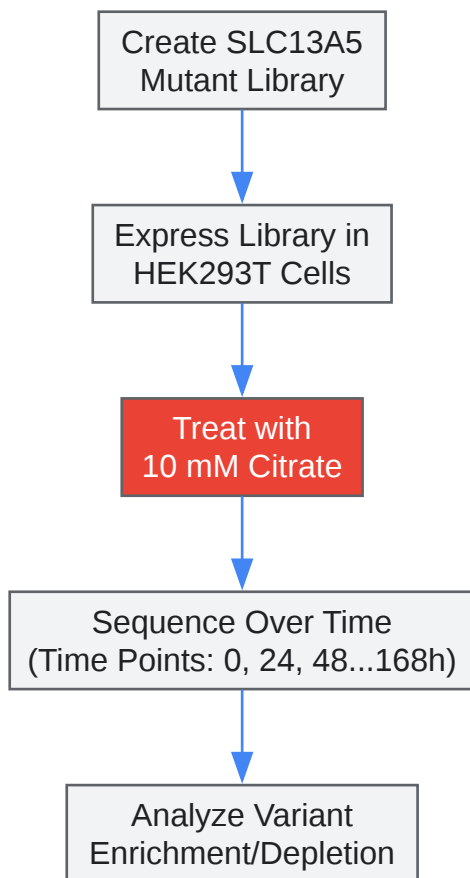 Create SLC13A5
Mutant Library
Express Library in
HEK293T Cells
Treat with
10 mM Citrate
Sequence Over Time
(Time Points: 0, 24, 48...168h)
Analyze Variant
Enrichment/Depletion